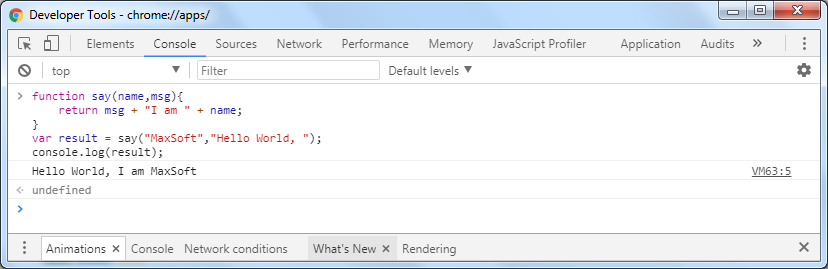 Developer Tools - chrome://apps/
Elements Console Sources Network Performance Memory JavaScript Profiler Application Audits »
top Filter Default levels
> function say(name,msg){
return msg + "I am " + name;
}
var result = say("MaxSoft","Hello World, ");
console.log(result);
Hello World, I am MaxSoft VM63:5
undefined
>
Animations × Console Network conditions What's New × Rendering ×